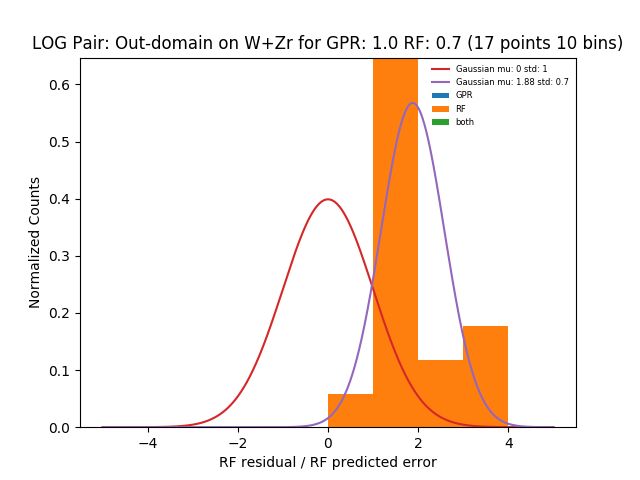 LOG Pair: Out-domain on W+Zr for GPR: 1.0 RF: 0.7 (17 points 10 bins)
Gaussian mu: 0 std: 1
Gaussian mu: 1.88 std: 0.7
GPR
RF
both
Normalized Counts
0.6
0.5
0.4
0.3
0.2
0.1
0.0
−4 −2 0 2 4
RF residual / RF predicted error